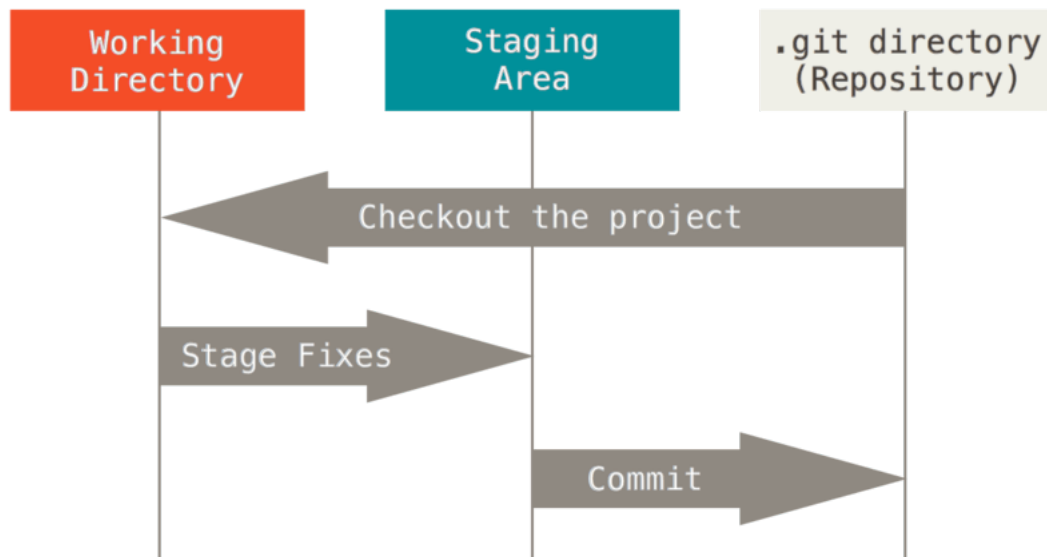 Working
Directory
Staging
Area
.git directory
(Repository)
Checkout the project
Stage Fixes
Commit